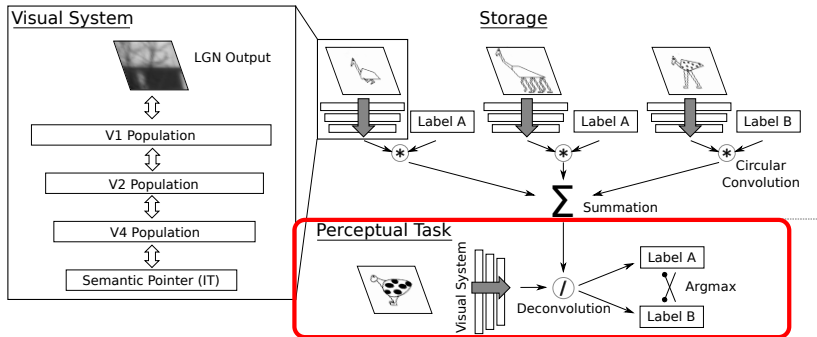 Visual System
LGN Output
V1 Population
V2 Population
V4 Population
Semantic Pointer (IT)
Storage
Label A
Label A
Label B
*
*
*
Circular
Convolution
Σ
Summation
Perceptual Task
Visual System
/
Deconvolution
Label A
Argmax
Label B